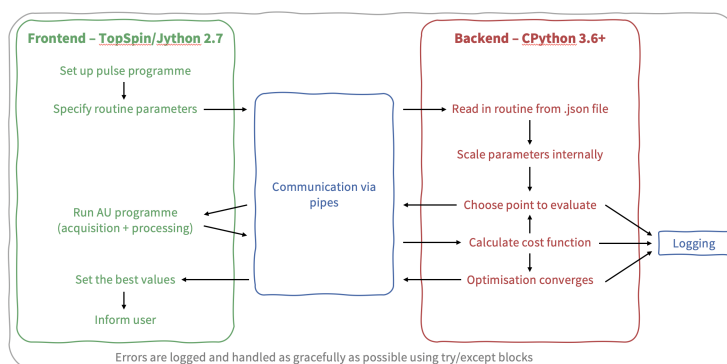 Frontend – TopSpin/Jython 2.7
Set up pulse programme
Specify routine parameters
Run AU programme
(acquisition + processing)
Set the best values
Inform user
Communication via
pipes
Backend – CPython 3.6+
Read in routine from .json file
Scale parameters internally
Choose point to evaluate
Calculate cost function
Optimisation converges
Logging
Errors are logged and handled as gracefully as possible using try/except blocks